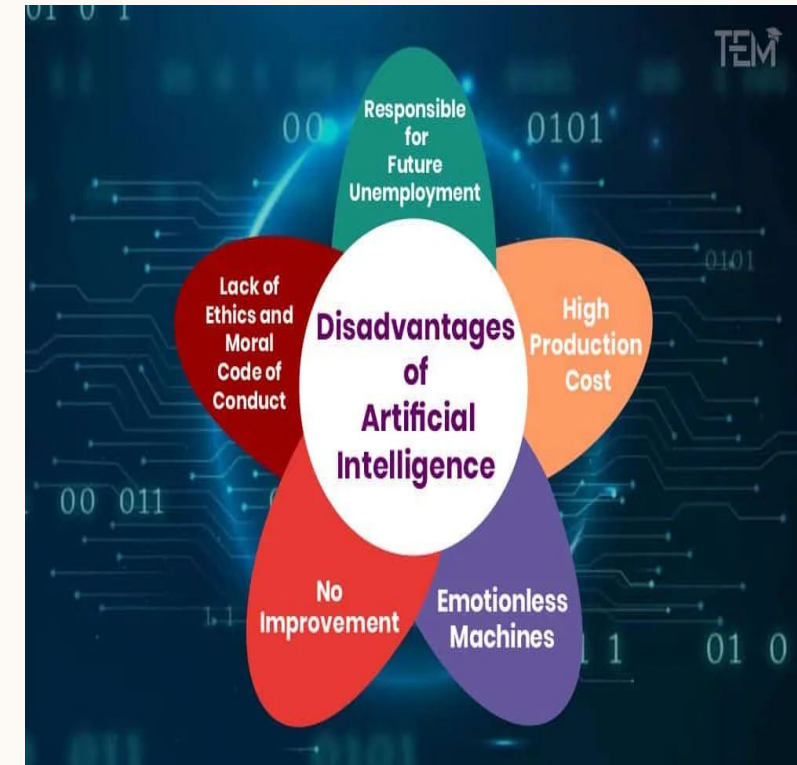 01 0 1
TEM
00
0101
Responsible
for
Future
Unemployment
0101
Lack of
Ethics and
Moral
Code of
Conduct
Disadvantages
of
Artificial
Intelligence
High
Production
Cost
00 011
No
Improvement
Emotionless
Machines
1 1
1 1
01 0
011
0101